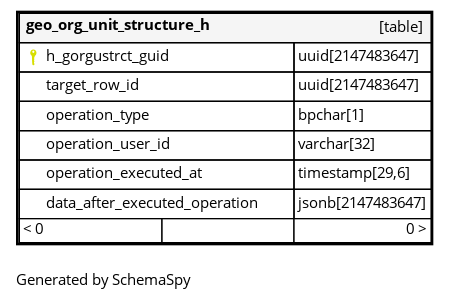 geo_org_unit_structure_h [table]
h_gorgustrct_guid uuid[2147483647]
target_row_id uuid[2147483647]
operation_type bpchar[1]
operation_user_id varchar[32]
operation_executed_at timestamp[29,6]
data_after_executed_operation jsonb[2147483647]
< 0 0 >
Generated by SchemaSpy